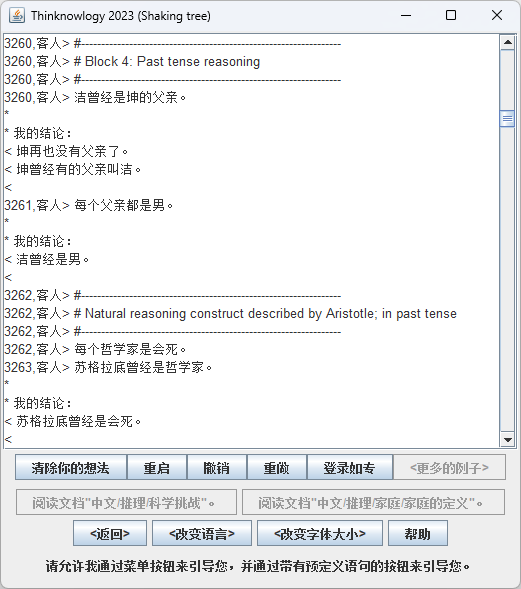 Thinknowlogy 2023 (Shaking tree)
3260,客人> #---------------------------------------------------------------
3260,客人> # Block 4: Past tense reasoning
3260,客人> #---------------------------------------------------------------
3260,客人> 洁曾经是坤的父亲。
*
* 我的结论：
< 坤再也没有父亲了。
< 坤曾经有的父亲叫洁。
<
3261,客人> 每个父亲都是男。
*
* 我的结论：
< 洁曾经是男。
<
3262,客人> #---------------------------------------------------------------
3262,客人> # Natural reasoning construct described by Aristotle; in past tense
3262,客人> #---------------------------------------------------------------
3262,客人> 每个哲学家是会死。
3263,客人> 苏格拉底曾经是哲学家。
*
* 我的结论：
< 苏格拉底曾经是会死。
<
清除你的想法 重启 撤销 重做 登录如专 <更多的例子>
阅读文档"中文/推理/科学挑战"。 阅读文档"中文/推理/家庭/家庭的定义"。
<返回> <改变语言> <改变字体大小> 帮助
请允许我通过菜单按钮来引导您，并通过带有预定义语句的按钮来引导您。